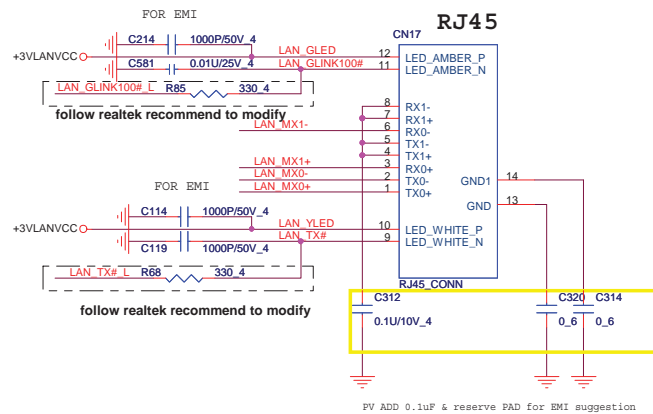 FOR EMI
RJ45
C214 1000P/50V_4
CN17
+3VLANVCC
LAN_GLED 12 LED_AMBER_P
C581 0.01U/25V_4 LAN_GLINK100# 11 LED_AMBER_N
LAN_GLINK100#_L R85 330_4
follow realtek recommend to modify
8 RX1-
7 RX1+
LAN_MX1- 6 RX0-
5 TX1-
4 TX1+
LAN_MX1+ 3 RX0+
LAN_MX0- 2 TX0-
LAN_MX0+ 1 TX0+
GND1 14
GND 13
FOR EMI
C114 1000P/50V_4
+3VLANVCC
LAN_YLED 10 LED_WHITE_P
LAN_TX# 9 LED_WHITE_N
C119 1000P/50V_4
LAN_TX#_L R68 330_4
RJ45_CONN
follow realtek recommend to modify
C312 C320 C314
0.1U/10V_4 0_6 0_6
PV ADD 0.1uF & reserve PAD for EMI suggestion